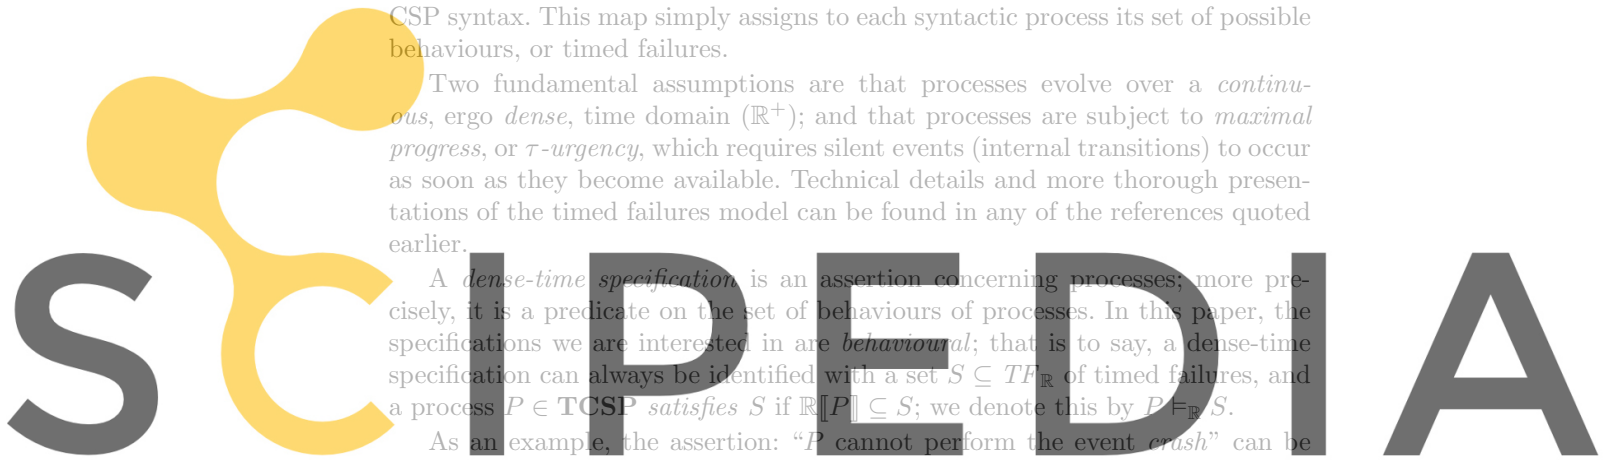 CSP syntax. This map simply assigns to each syntactic process its set of possible
behaviours, or timed failures.
Two fundamental assumptions are that processes evolve over a continu-
ous, ergo dense, time domain (ℝ⁺); and that processes are subject to maximal
progress, or τ-urgency, which requires silent events (internal transitions) to occur
as soon as they become available. Technical details and more thorough presen-
tations of the timed failures model can be found in any of the references quoted
earlier.
A dense-time specification is an assertion concerning processes; more pre-
cisely, it is a predicate on the set of behaviours of processes. In this paper, the
specifications we are interested in are behavioural; that is to say, a dense-time
specification can always be identified with a set S ⊆ TF_ℝ of timed failures, and
a process P ∈ TCSP satisfies S if ℝ⟦P⟧ ⊆ S; we denote this by P ⊨_ℝ S.
As an example, the assertion: “P cannot perform the event crash” can be
SCIPEDIA